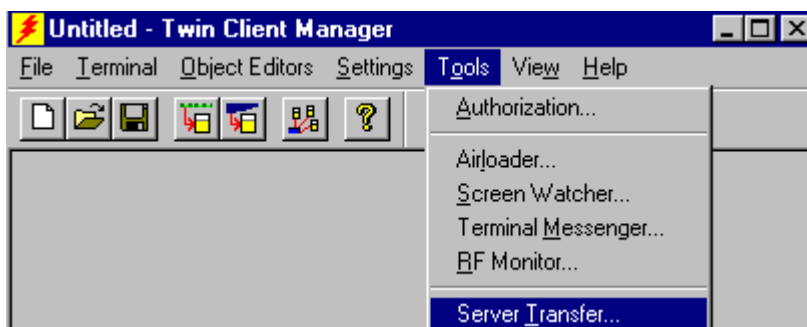 Untitled - Twin Client Manager
File Terminal Object Editors Settings Tools View Help
Authorization...
Airloader...
Screen Watcher...
Terminal Messenger...
RF Monitor...
Server Transfer...